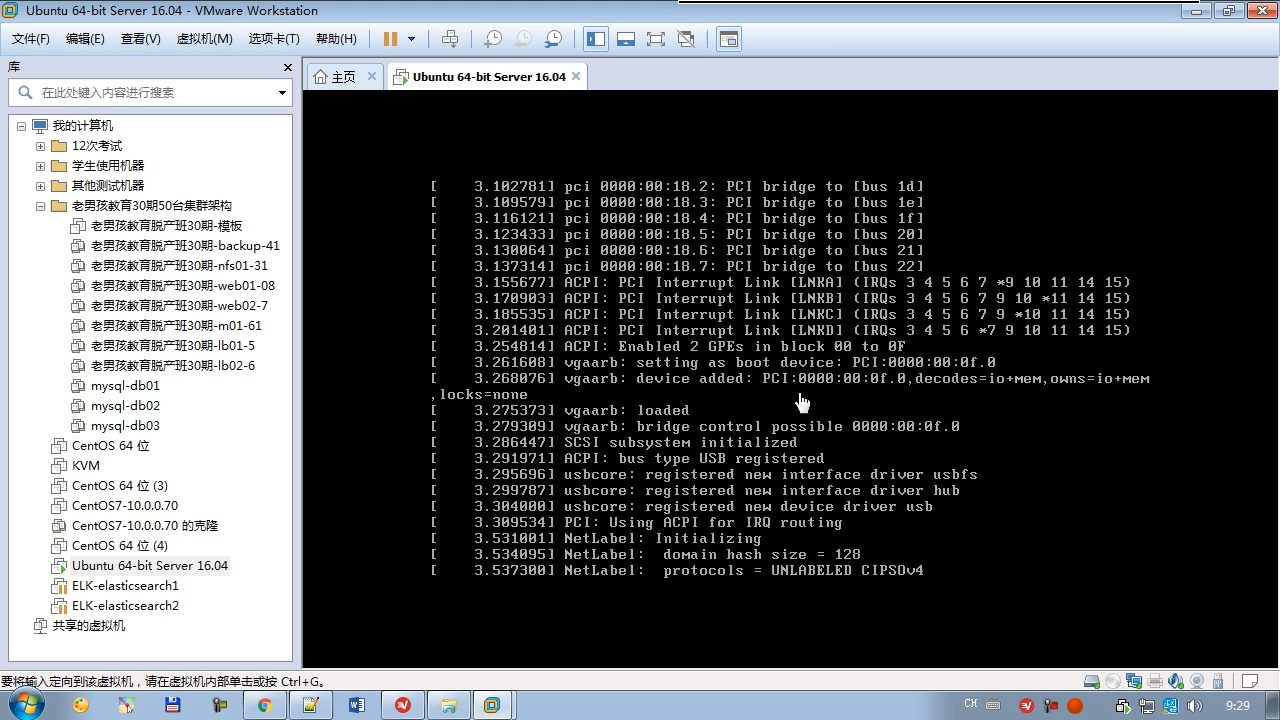 Ubuntu 64-bit Server 16.04 - VMware Workstation
文件(F) 编辑(E) 查看(V) 虚拟机(M) 选项卡(T) 帮助(H)
库
在此处键入内容进行搜索
我的计算机
12次考试
学生使用机器
其他测试机器
老男孩教育30期50台集群架构
老男孩教育脱产班30期-模板
老男孩教育脱产班30期-backup-41
老男孩教育脱产班30期-nfs01-31
老男孩教育脱产班30期-web01-08
老男孩教育脱产班30期-web02-7
老男孩教育脱产班30期-m01-61
老男孩教育脱产班30期-lb01-5
老男孩教育脱产班30期-lb02-6
mysql-db01
mysql-db02
mysql-db03
CentOS 64 位
KVM
CentOS 64 位 (3)
CentOS7-10.0.0.70
CentOS7-10.0.0.70 的克隆
CentOS 64 位 (4)
Ubuntu 64-bit Server 16.04
ELK-elasticsearch1
ELK-elasticsearch2
共享的虚拟机
主页 Ubuntu 64-bit Server 16.04
[    3.102781] pci 0000:00:18.2: PCI bridge to [bus 1d]
[    3.109579] pci 0000:00:18.3: PCI bridge to [bus 1e]
[    3.116121] pci 0000:00:18.4: PCI bridge to [bus 1f]
[    3.123433] pci 0000:00:18.5: PCI bridge to [bus 20]
[    3.130064] pci 0000:00:18.6: PCI bridge to [bus 21]
[    3.137314] pci 0000:00:18.7: PCI bridge to [bus 22]
[    3.155677] ACPI: PCI Interrupt Link [LNKA] (IRQs 3 4 5 6 7 *9 10 11 14 15)
[    3.170903] ACPI: PCI Interrupt Link [LNKB] (IRQs 3 4 5 6 7 9 10 *11 14 15)
[    3.185535] ACPI: PCI Interrupt Link [LNKC] (IRQs 3 4 5 6 7 9 *10 11 14 15)
[    3.201401] ACPI: PCI Interrupt Link [LNKD] (IRQs 3 4 5 6 *7 9 10 11 14 15)
[    3.254814] ACPI: Enabled 2 GPEs in block 00 to 0F
[    3.261608] vgaarb: setting as boot device: PCI:0000:00:0f.0
[    3.268076] vgaarb: device added: PCI:0000:00:0f.0,decodes=io+mem,owns=io+mem
,locks=none
[    3.275373] vgaarb: loaded
[    3.279309] vgaarb: bridge control possible 0000:00:0f.0
[    3.286447] SCSI subsystem initialized
[    3.291971] ACPI: bus type USB registered
[    3.295696] usbcore: registered new interface driver usbfs
[    3.299787] usbcore: registered new interface driver hub
[    3.304000] usbcore: registered new device driver usb
[    3.309534] PCI: Using ACPI for IRQ routing
[    3.531001] NetLabel: Initializing
[    3.534095] NetLabel:  domain hash size = 128
[    3.537300] NetLabel:  protocols = UNLABELED CIPSOv4
要将输入定向到该虚拟机，请在虚拟机内部单击或按 Ctrl+G。
CH
9:29